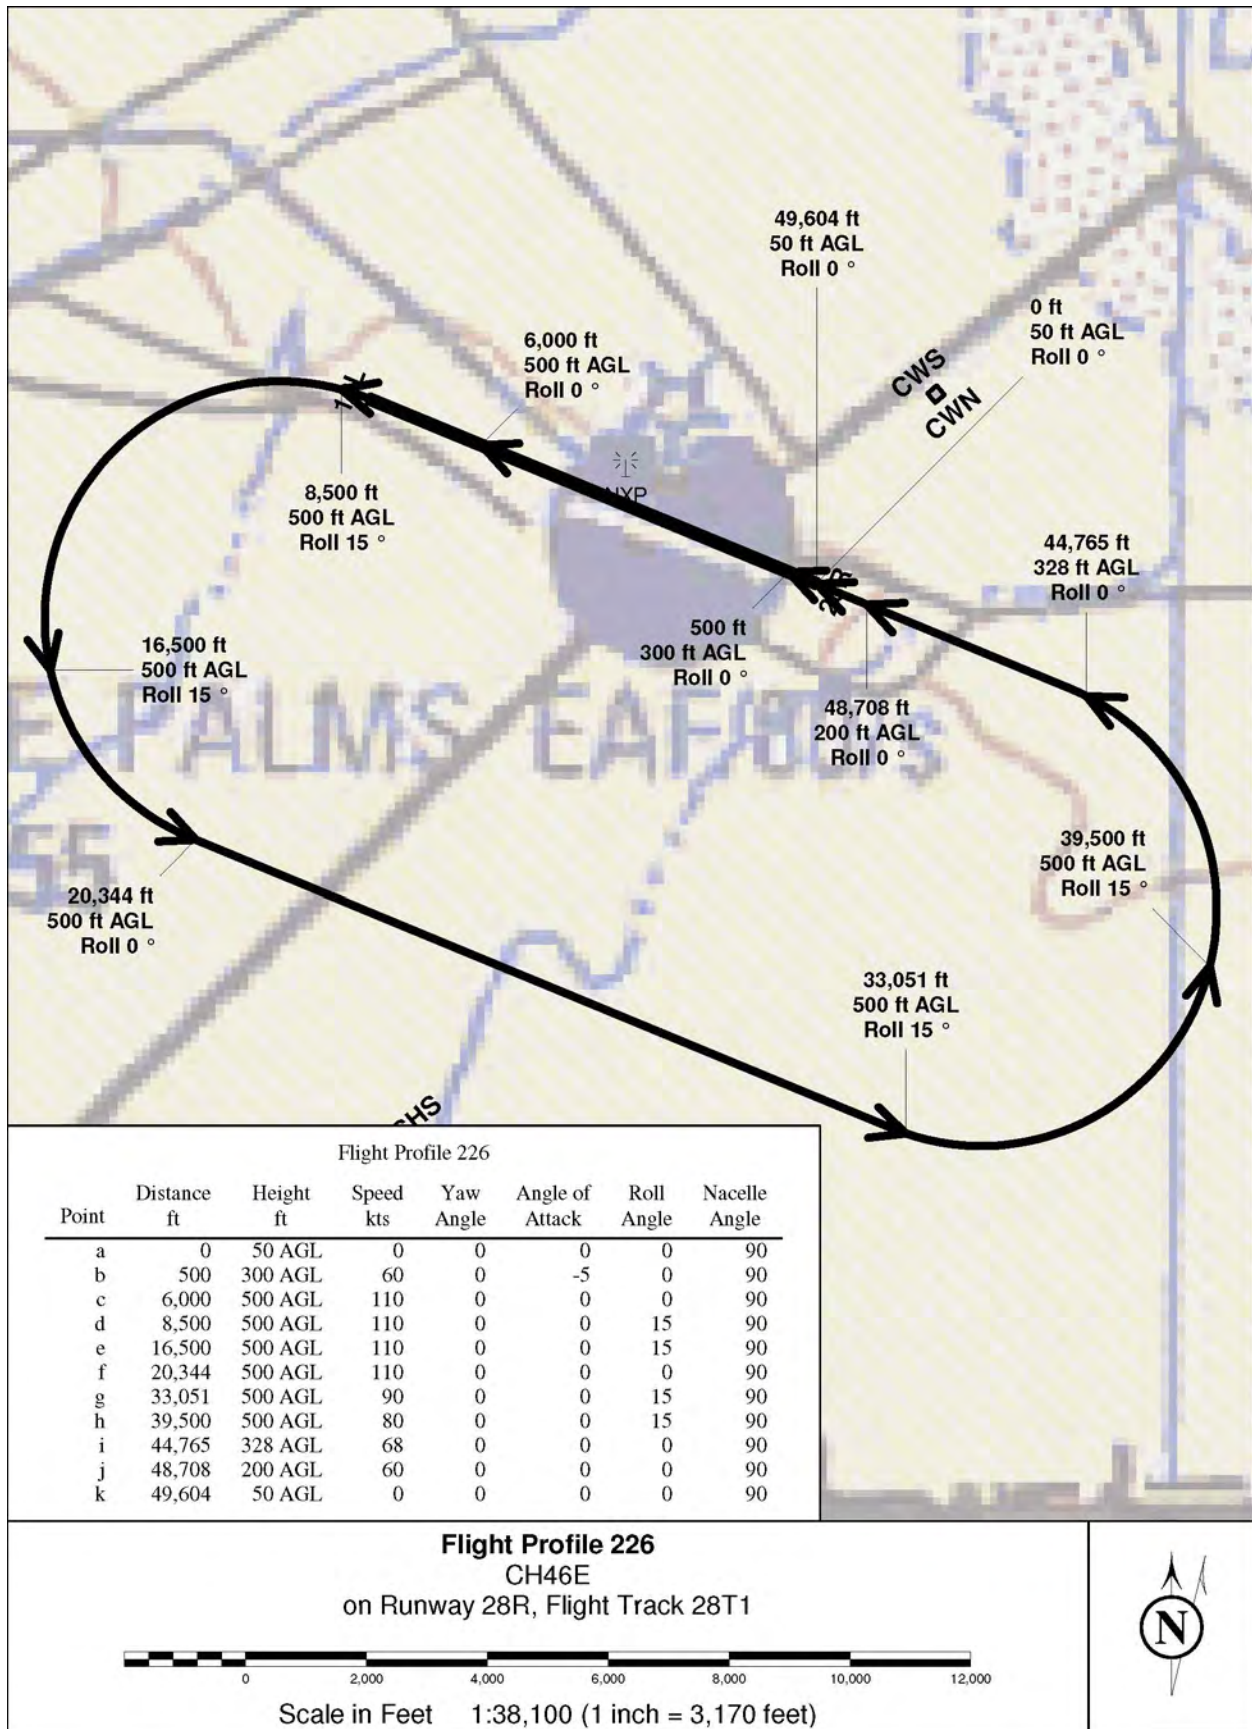 49,604 ft
50 ft AGL
Roll 0 °
0 ft
50 ft AGL
Roll 0 °
6,000 ft
500 ft AGL
Roll 0 °
CWS
CWN
NXP
8,500 ft
500 ft AGL
Roll 15 °
44,765 ft
328 ft AGL
Roll 0 °
500 ft
300 ft AGL
Roll 0 °
16,500 ft
500 ft AGL
Roll 15 °
48,708 ft
200 ft AGL
Roll 0 °
E PALMS EAF
55
39,500 ft
500 ft AGL
Roll 15 °
20,344 ft
500 ft AGL
Roll 0 °
33,051 ft
500 ft AGL
Roll 15 °
SHS
Flight Profile 226
Distance Height Speed Yaw Angle of Roll Nacelle
Point ft ft kts Angle Attack Angle Angle
a 0 50 AGL 0 0 0 0 90
b 500 300 AGL 60 0 -5 0 90
c 6,000 500 AGL 110 0 0 0 90
d 8,500 500 AGL 110 0 0 15 90
e 16,500 500 AGL 110 0 0 15 90
f 20,344 500 AGL 110 0 0 0 90
g 33,051 500 AGL 90 0 0 15 90
h 39,500 500 AGL 80 0 0 15 90
i 44,765 328 AGL 68 0 0 0 90
j 48,708 200 AGL 60 0 0 0 90
k 49,604 50 AGL 0 0 0 0 90
Flight Profile 226
CH46E
on Runway 28R, Flight Track 28T1
N
0 2,000 4,000 6,000 8,000 10,000 12,000
Scale in Feet 1:38,100 (1 inch = 3,170 feet)